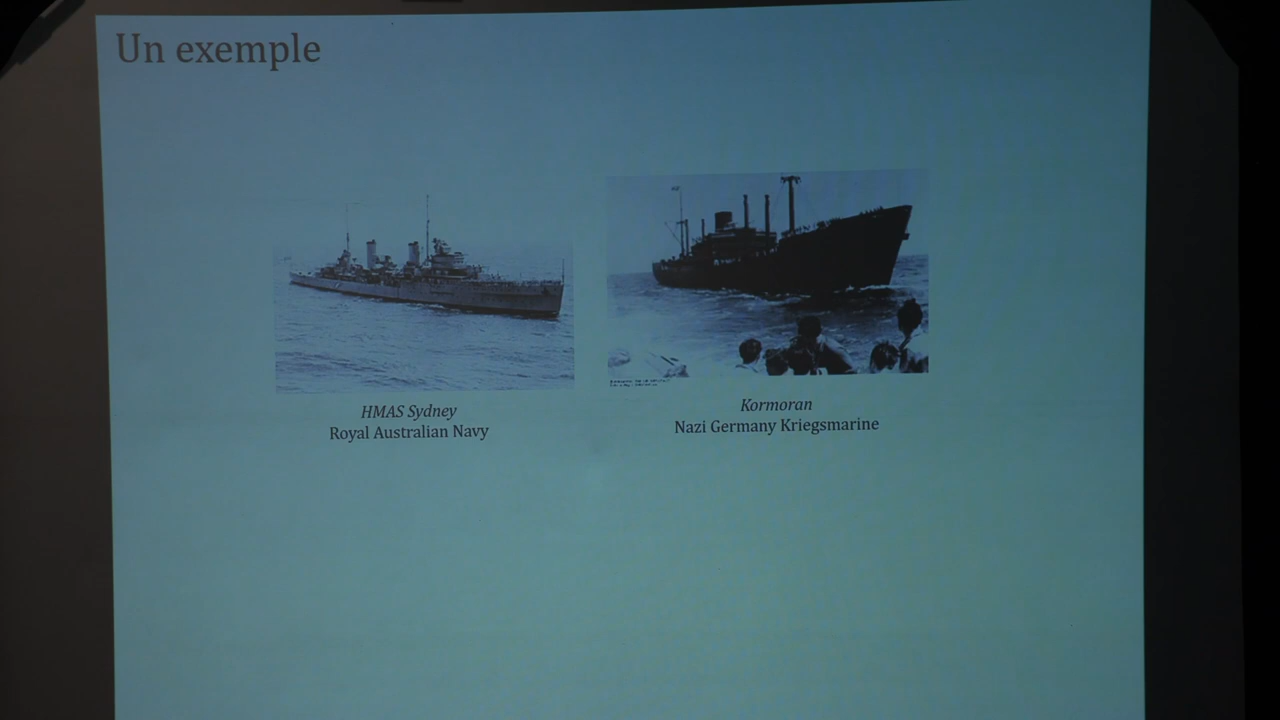 Un exemple
HMAS Sydney
Royal Australian Navy
Kormoran
Nazi Germany Kriegsmarine